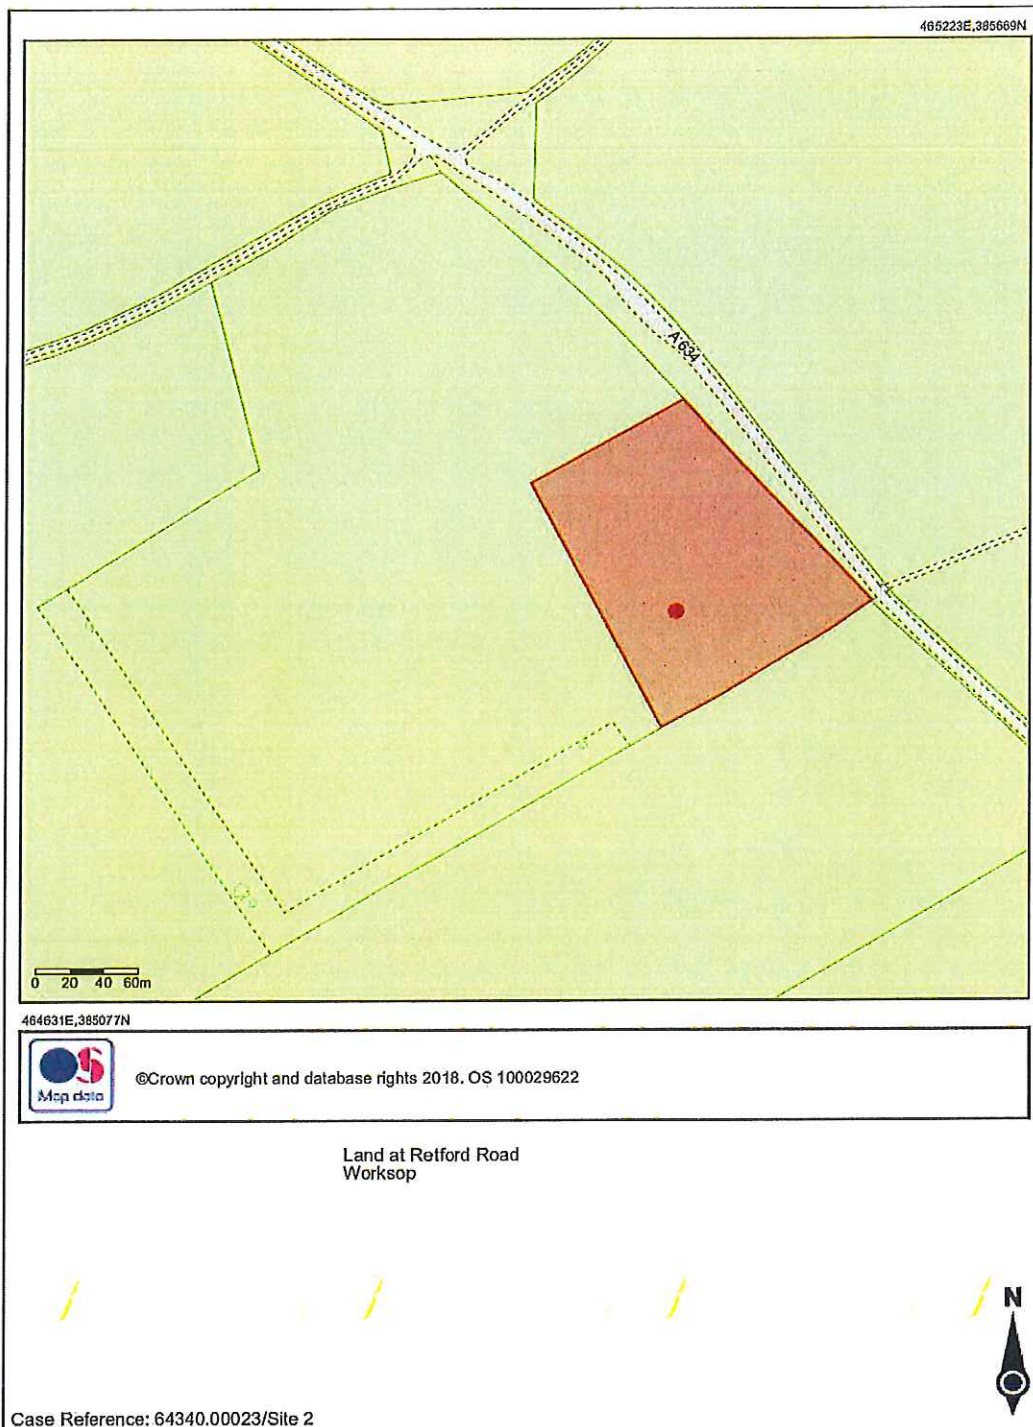 465223E,385669N
A 634
0 20 40 60m
464631E,385077N
OS
Map data
©Crown copyright and database rights 2018. OS 100029622
Land at Retford Road
Worksop
N
Case Reference: 64340.00023/Site 2